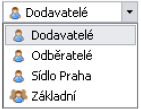 Dodavatelé
Dodavatelé
Odběratelé
Sídlo Praha
Základní